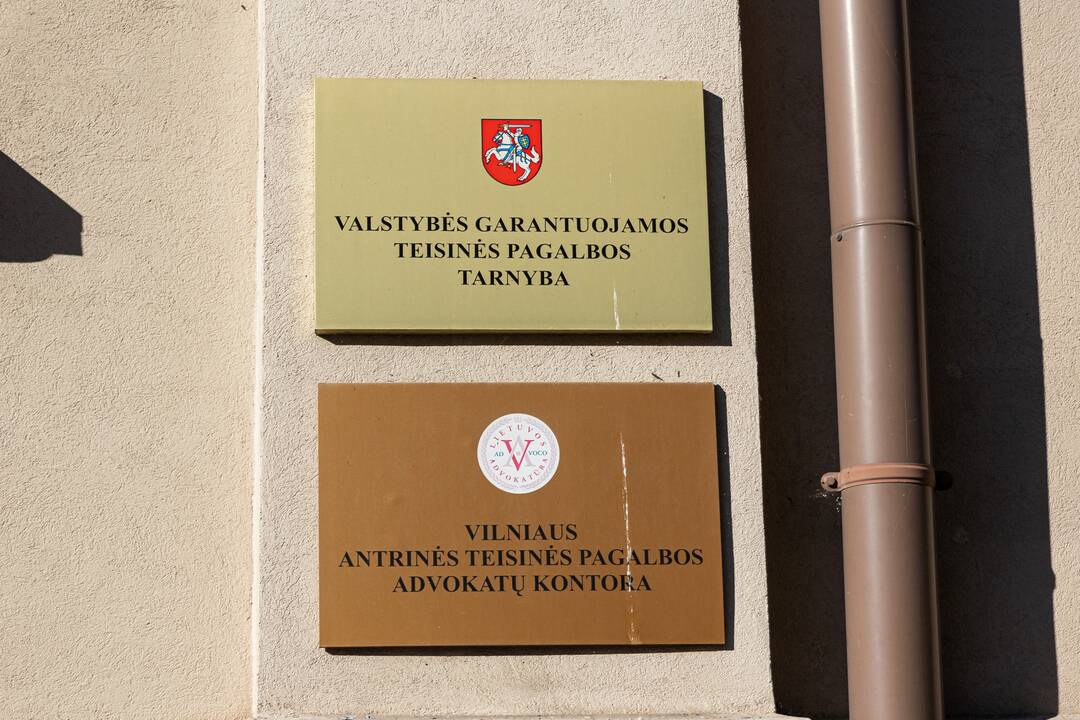 VALSTYBĖS GARANTUOJAMOS
TEISINĖS PAGALBOS
TARNYBA
LIETUVOS
AD VOCO
ADVOKATŪRA
VILNIAUS
ANTRINĖS TEISINĖS PAGALBOS
ADVOKATŲ KONTORA